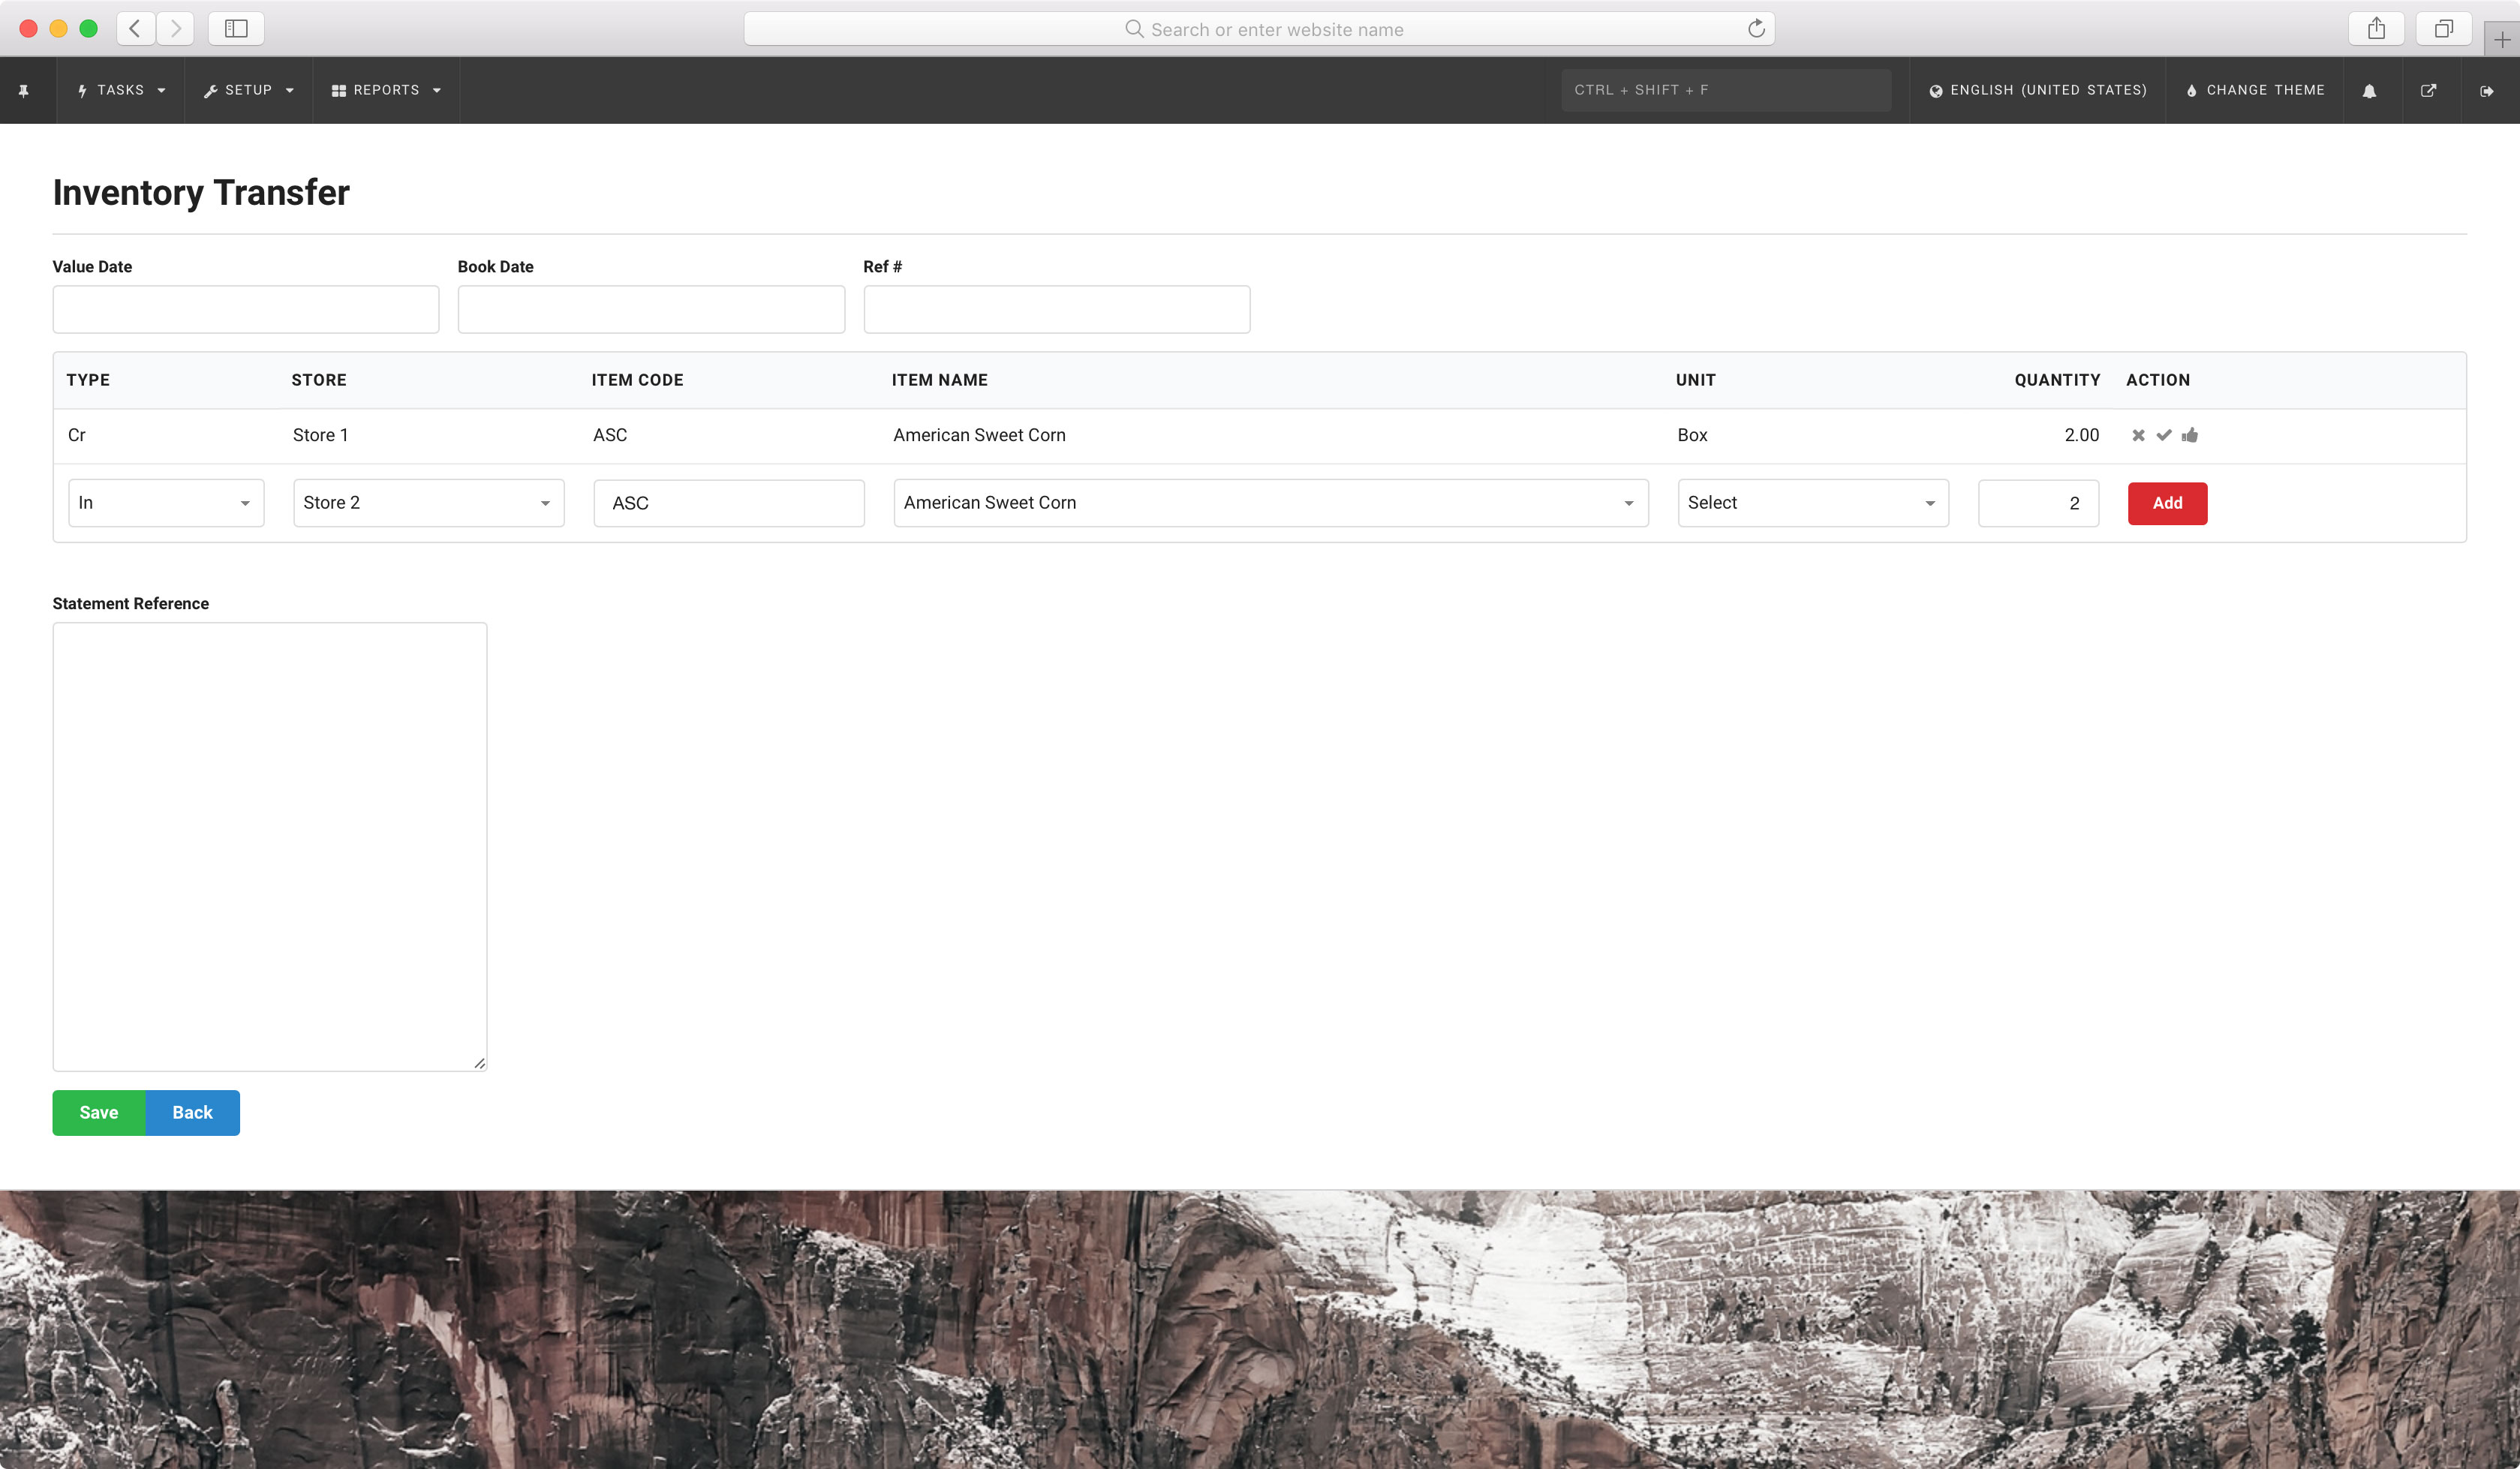 Search or enter website name
TASKS SETUP REPORTS CTRL + SHIFT + F ENGLISH (UNITED STATES) CHANGE THEME
Inventory Transfer
Value Date Book Date Ref #
TYPE STORE ITEM CODE ITEM NAME UNIT QUANTITY ACTION
Cr Store 1 ASC American Sweet Corn Box 2.00
In Store 2 ASC American Sweet Corn Select 2 Add
Statement Reference
Save Back